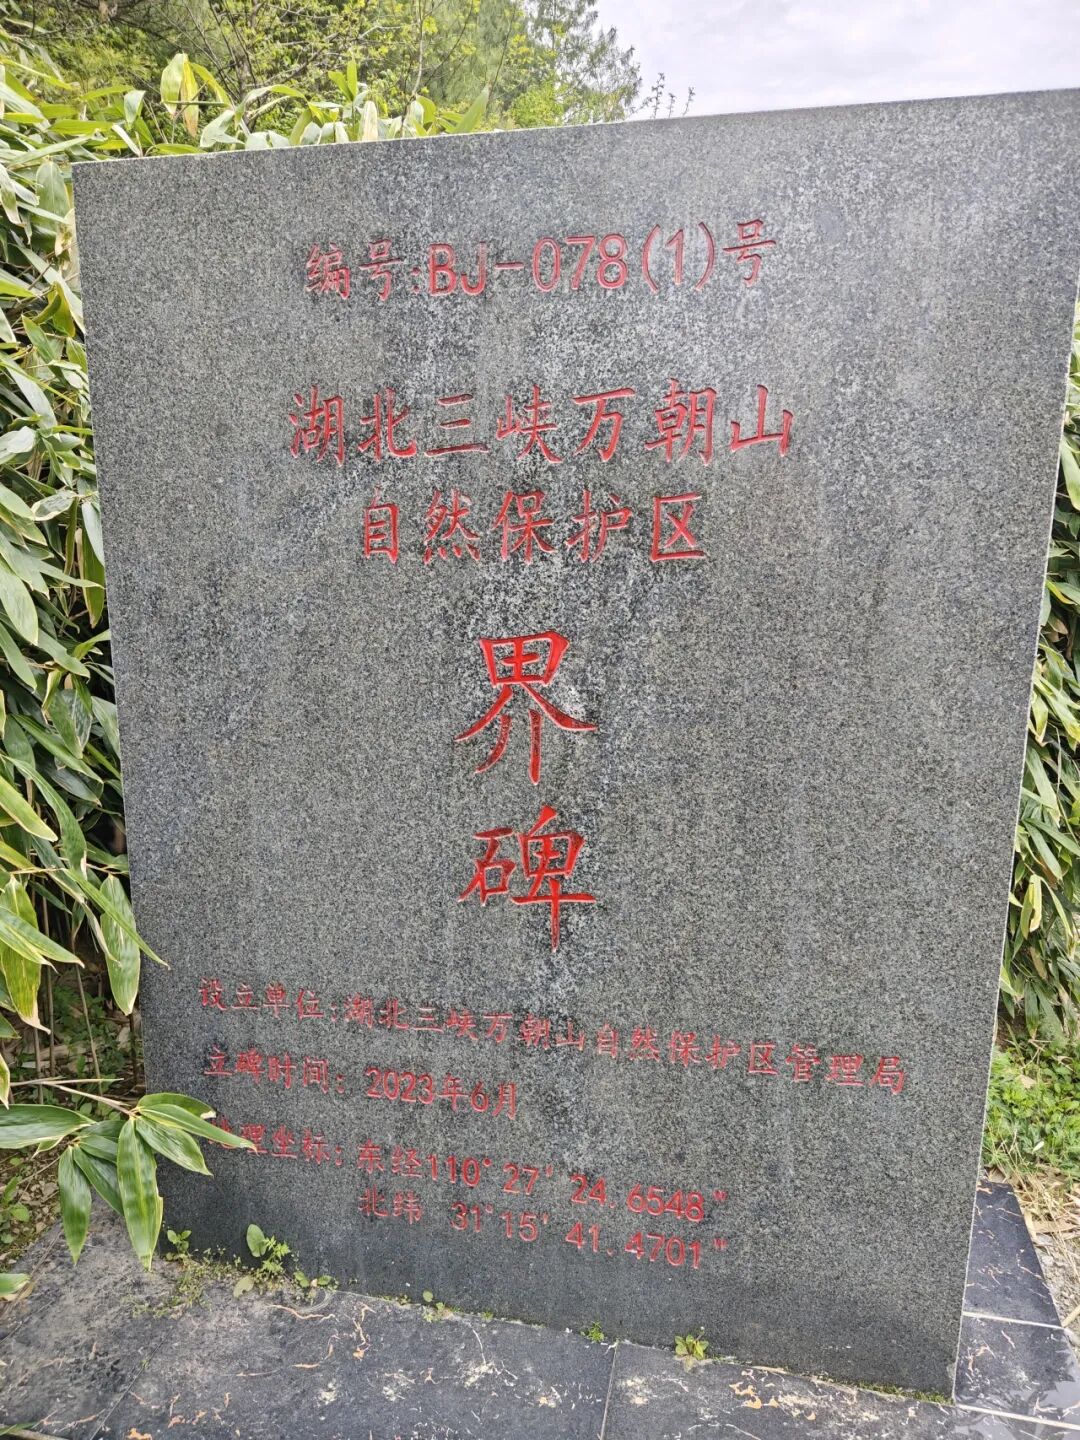 编号:BJ-078(1)号
湖北三峡万朝山
自然保护区
界
碑
设立单位:湖北三峡万朝山自然保护区管理局
立碑时间：2023年6月
地理坐标：东经110°27′24.6548"
北纬 31°15′41.4701"